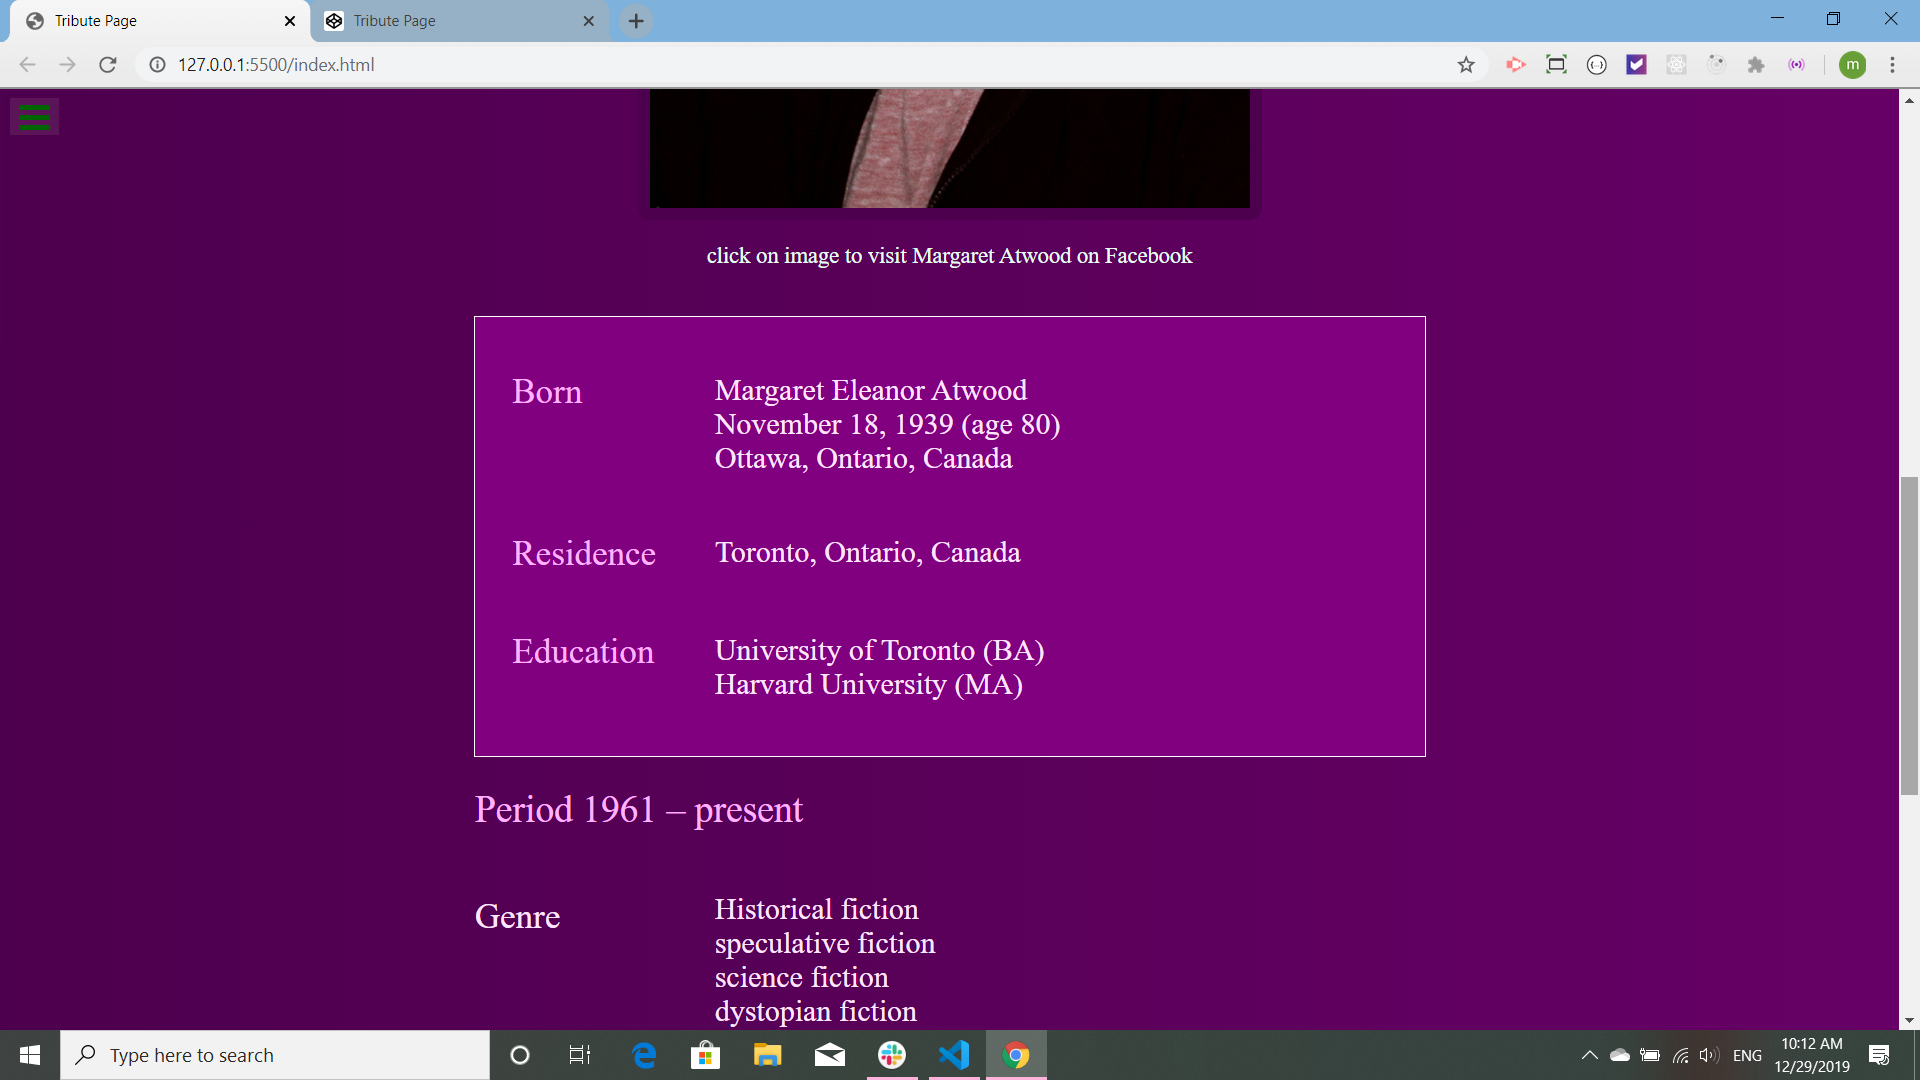 Tribute Page
Tribute Page
127.0.0.1:5500/index.html
m
click on image to visit Margaret Atwood on Facebook
Born
Margaret Eleanor Atwood
November 18, 1939 (age 80)
Ottawa, Ontario, Canada
Residence
Toronto, Ontario, Canada
Education
University of Toronto (BA)
Harvard University (MA)
Period 1961 – present
Genre
Historical fiction
speculative fiction
science fiction
dystopian fiction
Type here to search
ENG
10:12 AM
12/29/2019